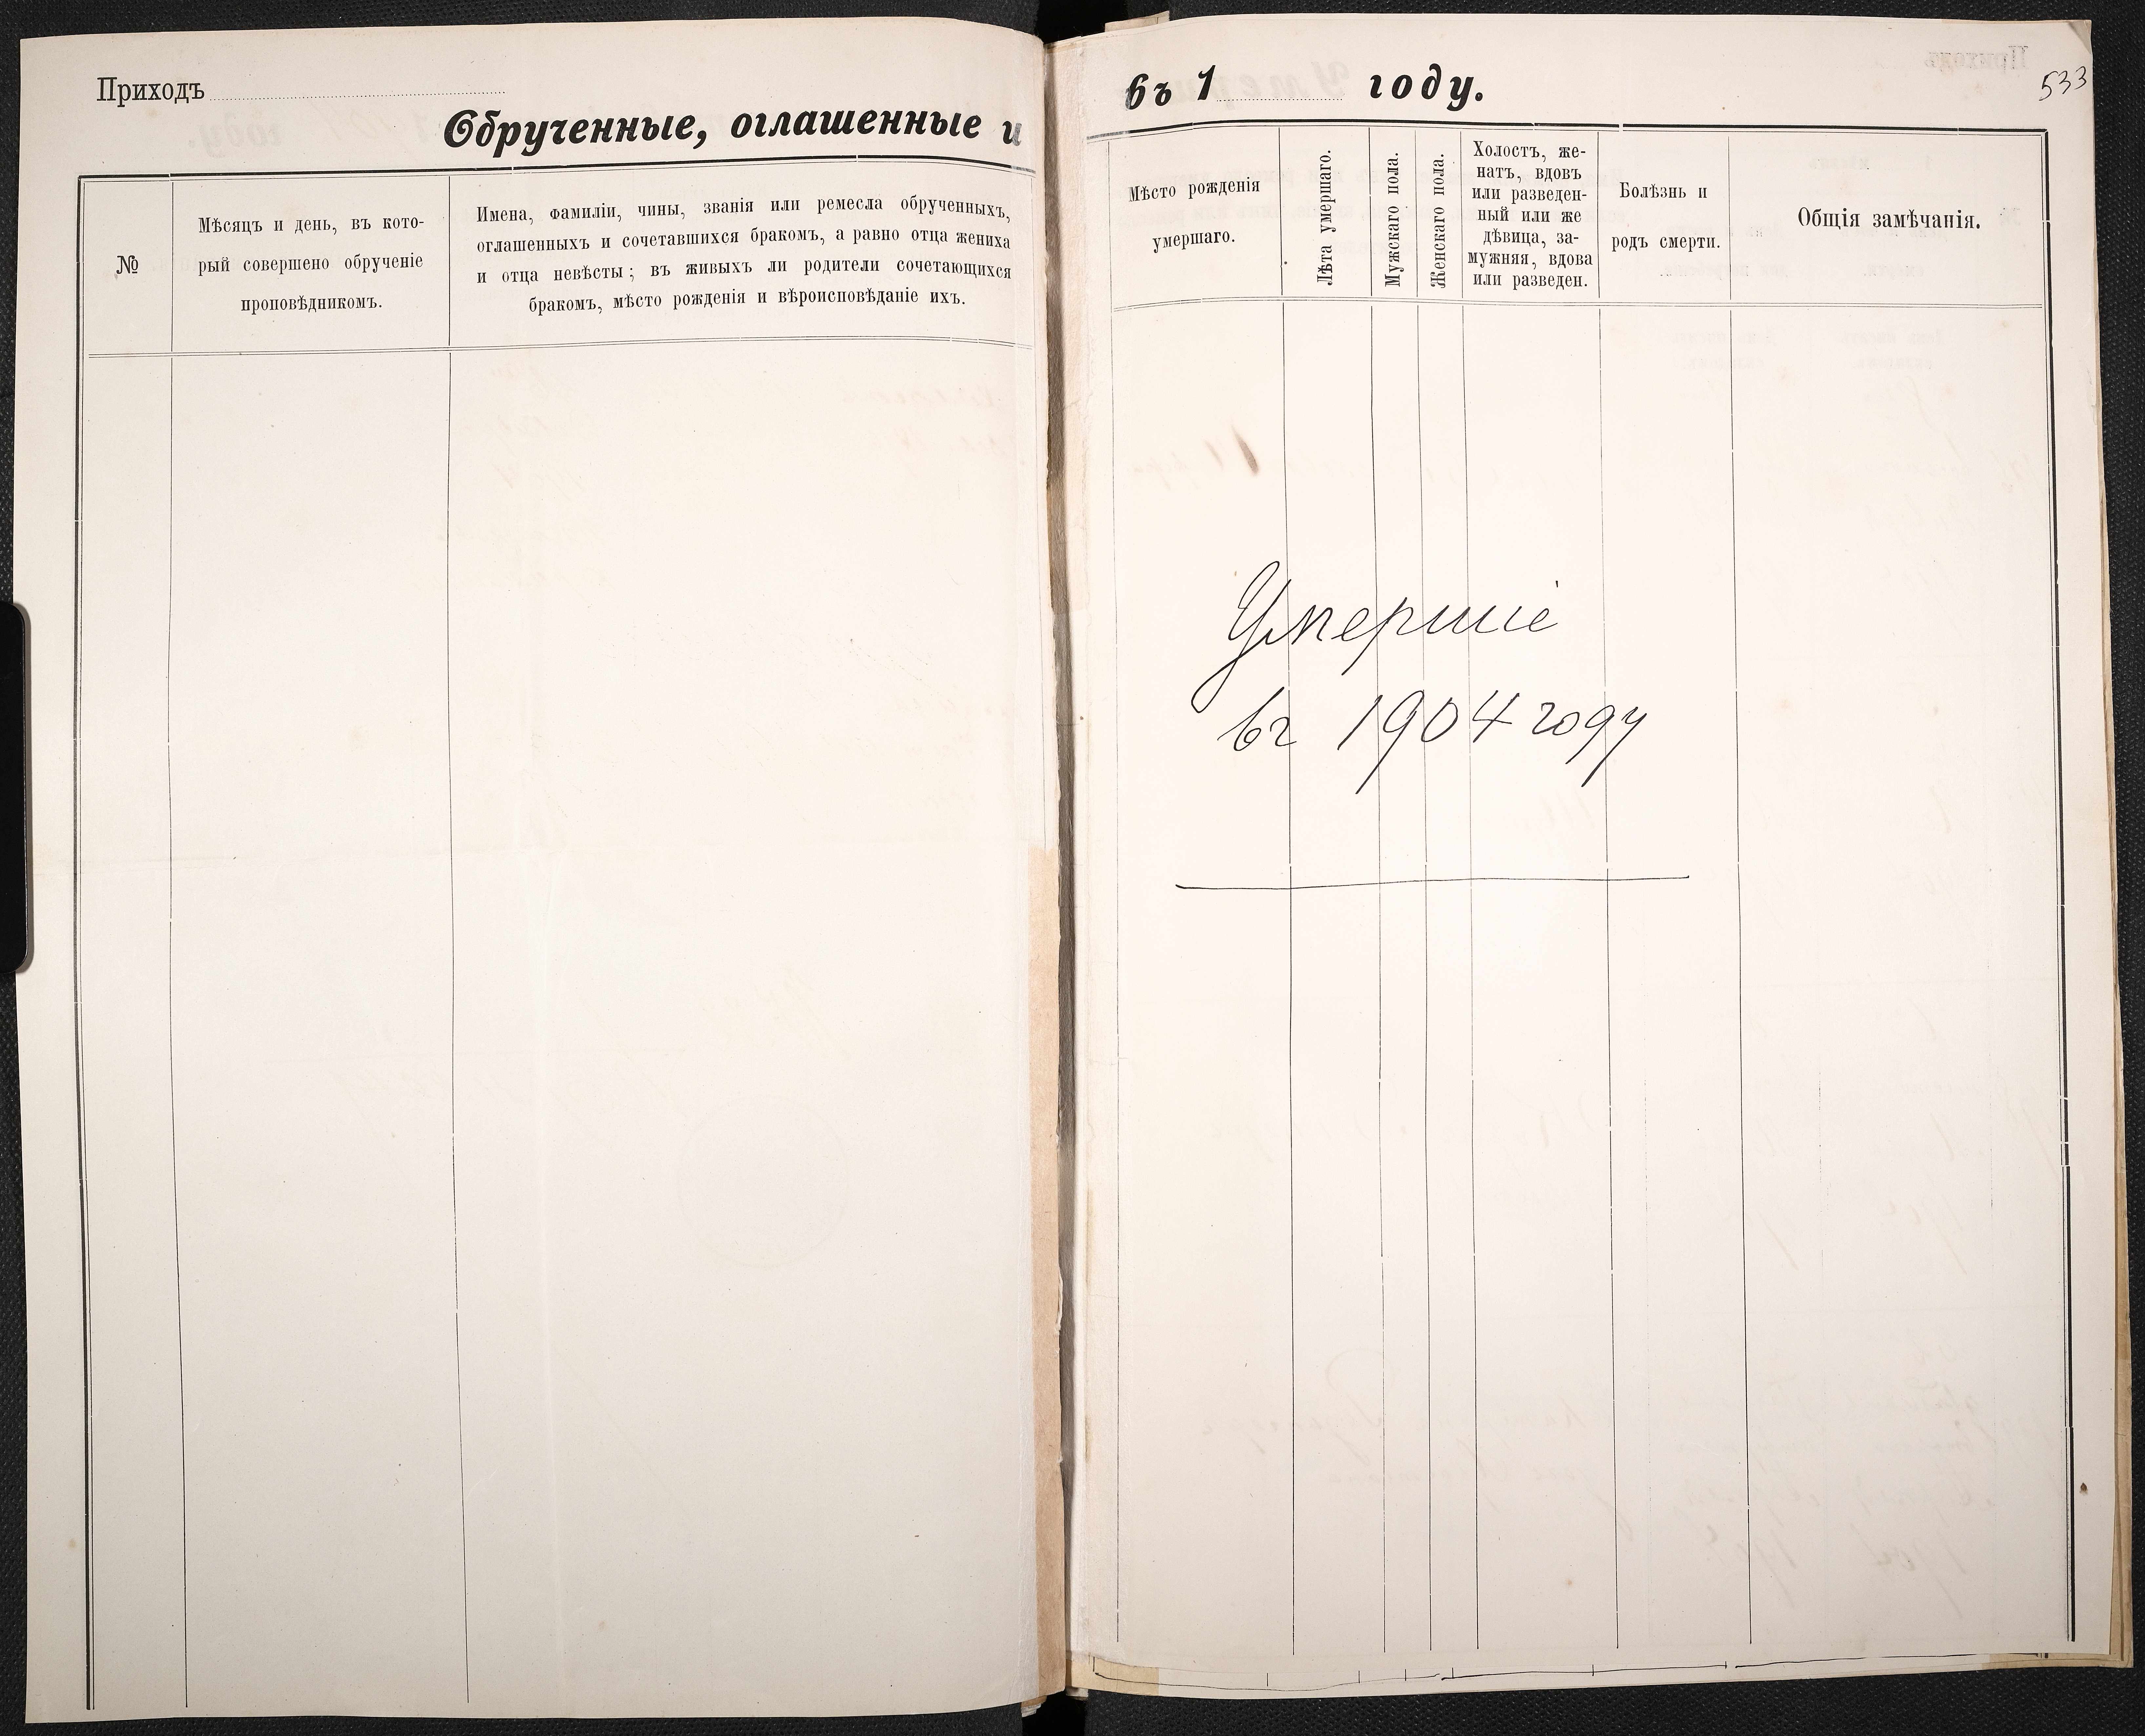 Приходъ
Обрученные, оглашенные и
№
Мѣсяцъ и день, въ кото-
рый совершено обрученіе
проповѣдникомъ.
Имена, фамиліи, чины, званія или ремесла обрученныхъ,
оглашенныхъ и сочетавшихся бракомъ, а равно отца жениха
и отца невѣсты; въ живыхъ ли родители сочетающихся
бракомъ, мѣсто рожденія и вѣроисповѣданіе ихъ.
въ 1 году.
533
Мѣсто рожденія
умершаго.
Лѣта умершаго.
Мужскаго пола.
Женскаго пола.
Холостъ, же-
натъ, вдовъ
или разведен-
ный или же
дѣвица, за-
мужняя, вдова
или разведен.
Болѣзнь и
родъ смерти.
Общія замѣчанія.
Умершіе
въ 1904 году